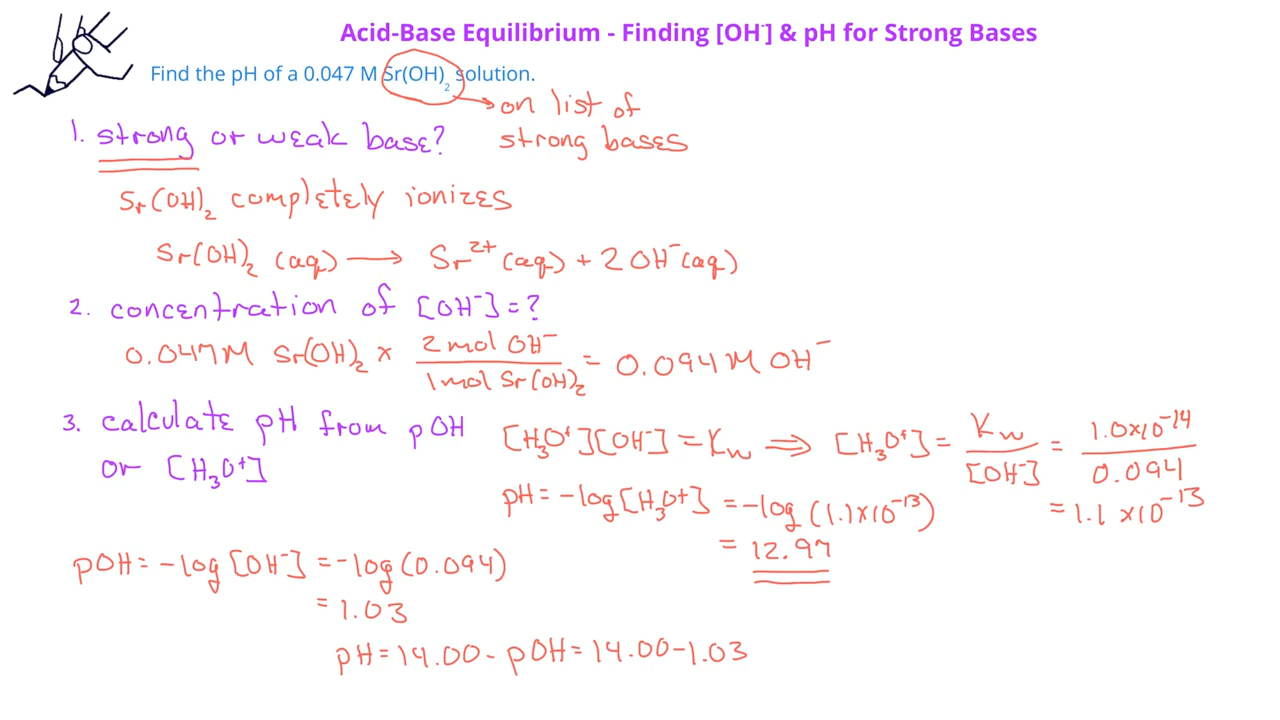 Acid-Base Equilibrium - Finding [OH⁻] & pH for Strong Bases
Find the pH of a 0.047 M Sr(OH)₂ solution.
on list of
strong bases
1. strong or weak base?
Sr(OH)₂ completely ionizes
Sr(OH)₂ (aq) ⟶ Sr²⁺ (aq) + 2 OH⁻ (aq)
2. concentration of [OH⁻] = ?
0.047 M Sr(OH)₂ × 2 mol OH⁻ / 1 mol Sr(OH)₂ = 0.094 M OH⁻
3. calculate pH from pOH
or [H₃O⁺]
[H₃O⁺][OH⁻] = Kw ⟹ [H₃O⁺] = Kw / [OH⁻] = 1.0×10⁻¹⁴ / 0.094
= 1.1 ×10⁻¹³
pH = -log[H₃O⁺] = -log (1.1×10⁻¹³)
= 12.97
pOH = -log [OH⁻] = -log (0.094)
= 1.03
pH = 14.00 - pOH = 14.00 - 1.03